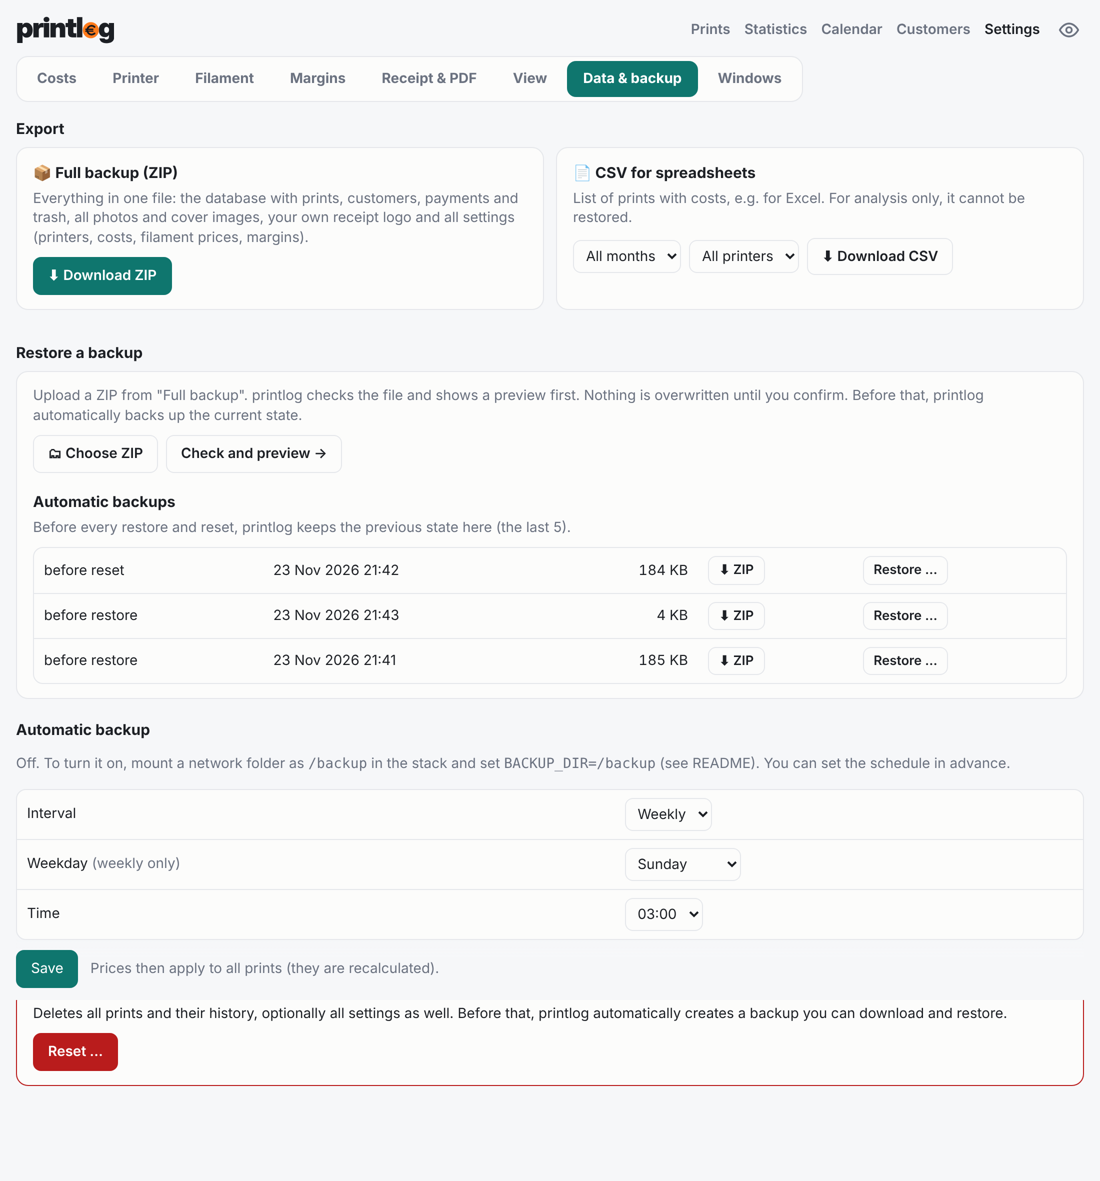 printl€g
Prints Statistics Calendar Customers Settings
Costs Printer Filament Margins Receipt & PDF View Data & backup Windows
Export
📦 Full backup (ZIP)
Everything in one file: the database with prints, customers, payments and
trash, all photos and cover images, your own receipt logo and all settings
(printers, costs, filament prices, margins).
⬇ Download ZIP
📄 CSV for spreadsheets
List of prints with costs, e.g. for Excel. For analysis only, it cannot be
restored.
All months All printers ⬇ Download CSV
Restore a backup
Upload a ZIP from "Full backup". printlog checks the file and shows a preview first. Nothing is overwritten until you confirm. Before that, printlog
automatically backs up the current state.
🗂 Choose ZIP Check and preview →
Automatic backups
Before every restore and reset, printlog keeps the previous state here (the last 5).
before reset 23 Nov 2026 21:42 184 KB ⬇ ZIP Restore ...
before restore 23 Nov 2026 21:43 4 KB ⬇ ZIP Restore ...
before restore 23 Nov 2026 21:41 185 KB ⬇ ZIP Restore ...
Automatic backup
Off. To turn it on, mount a network folder as /backup in the stack and set BACKUP_DIR=/backup (see README). You can set the schedule in advance.
Interval Weekly
Weekday (weekly only) Sunday
Time 03:00
Save Prices then apply to all prints (they are recalculated).
Deletes all prints and their history, optionally all settings as well. Before that, printlog automatically creates a backup you can download and restore.
Reset ...